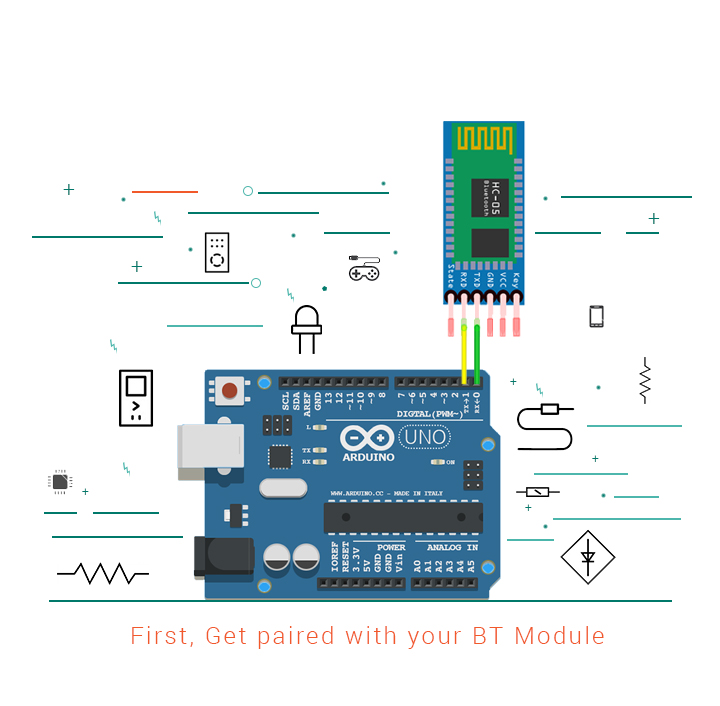 HC-05
Bluetooth
State
RXD
TXD
GND
VCC
Key
SCL
SDA
AREF
GND
13
12
~11
~10
~9
8
7
~6
~5
4
~3
2
TX→1
RX←0
DIGTAL(PWM~)
L
TX
RX
ARDUINO
UNO
ON
WWW.ARDUINO.CC - MADE IN ITALY
POWER
ANALOG IN
IOREF
RESET
3.3V
5V
GND
GND
Vin
A0
A1
A2
A3
A4
A5
First, Get paired with your BT Module